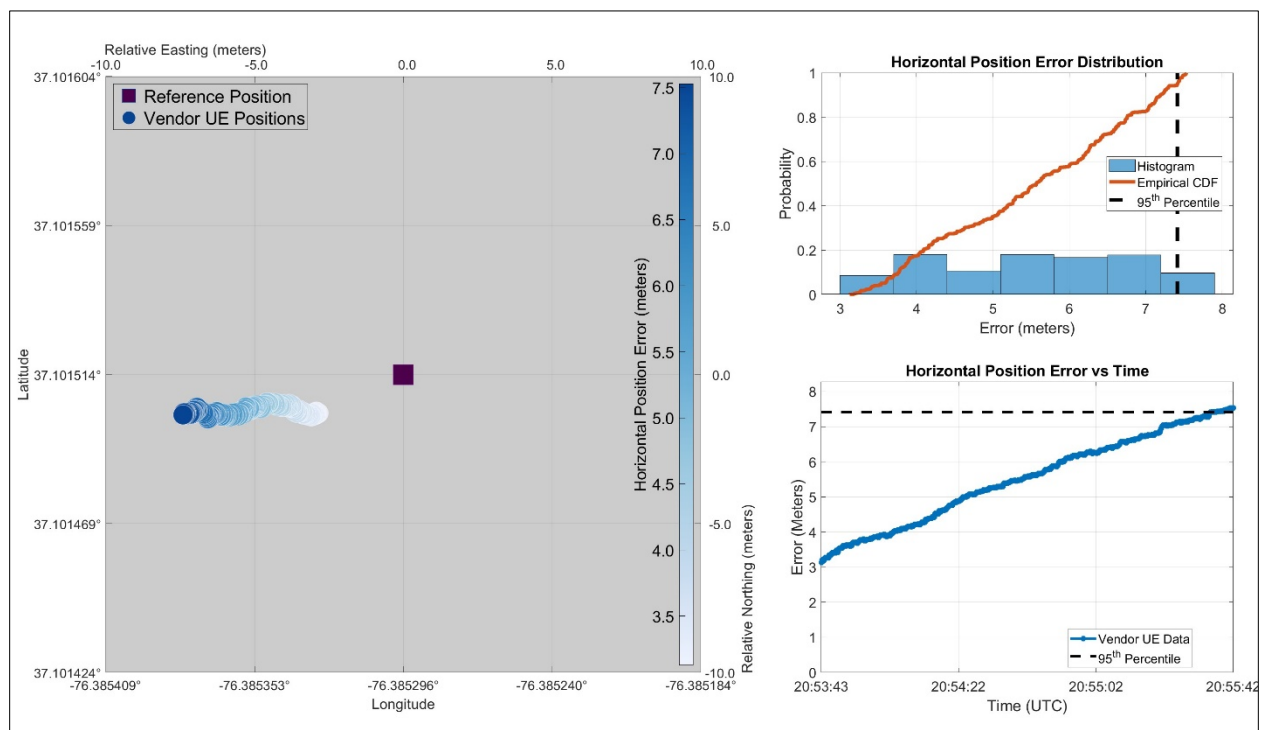 Relative Easting (meters)
-10.0 -5.0 0.0 5.0 10.0
37.101604°
37.101559°
37.101514°
37.101469°
37.101424°
Latitude
Reference Position
Vendor UE Positions
Horizontal Position Error (meters)
7.5
7.0
6.5
6.0
5.5
5.0
4.5
4.0
3.5
10.0
5.0
0.0
-5.0
-10.0
Relative Northing (meters)
-76.385409° -76.385353° -76.385296° -76.385240° -76.385184°
Longitude
Horizontal Position Error Distribution
Probability
1
0.8
0.6
0.4
0.2
0
Histogram
Empirical CDF
95th Percentile
3 4 5 6 7 8
Error (meters)
Horizontal Position Error vs Time
Error (Meters)
8
7
6
5
4
3
2
1
0
Vendor UE Data
95th Percentile
20:53:43 20:54:22 20:55:02 20:55:42
Time (UTC)